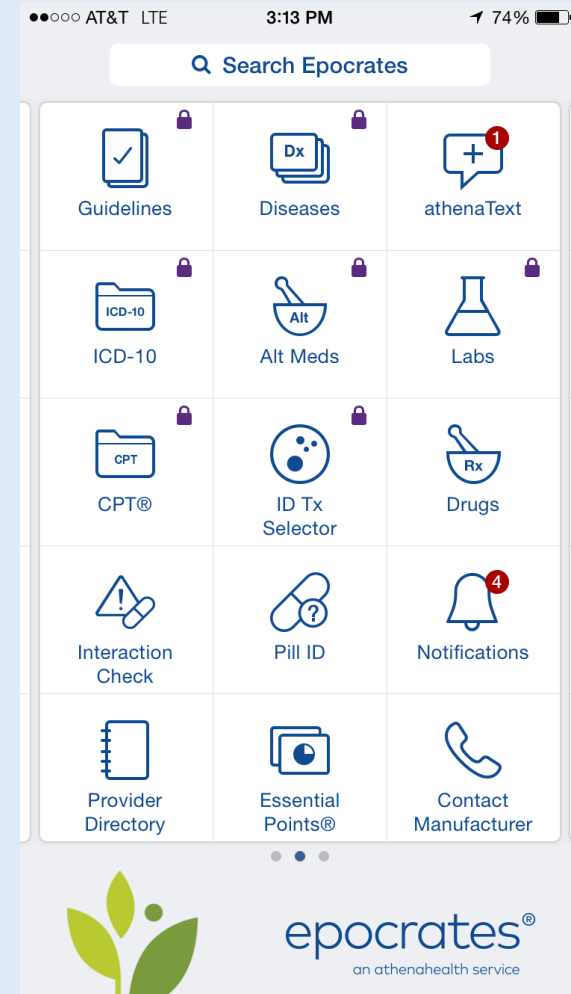 AT&T LTE 3:13 PM 74%
Search Epocrates
Guidelines
Dx
Diseases
1
athenaText
ICD-10
ICD-10
Alt
Alt Meds
Labs
CPT
CPT®
ID Tx
Selector
Rx
Drugs
!
Interaction
Check
?
Pill ID
4
Notifications
Provider
Directory
Essential
Points®
Contact
Manufacturer
epocrates®
an athenahealth service